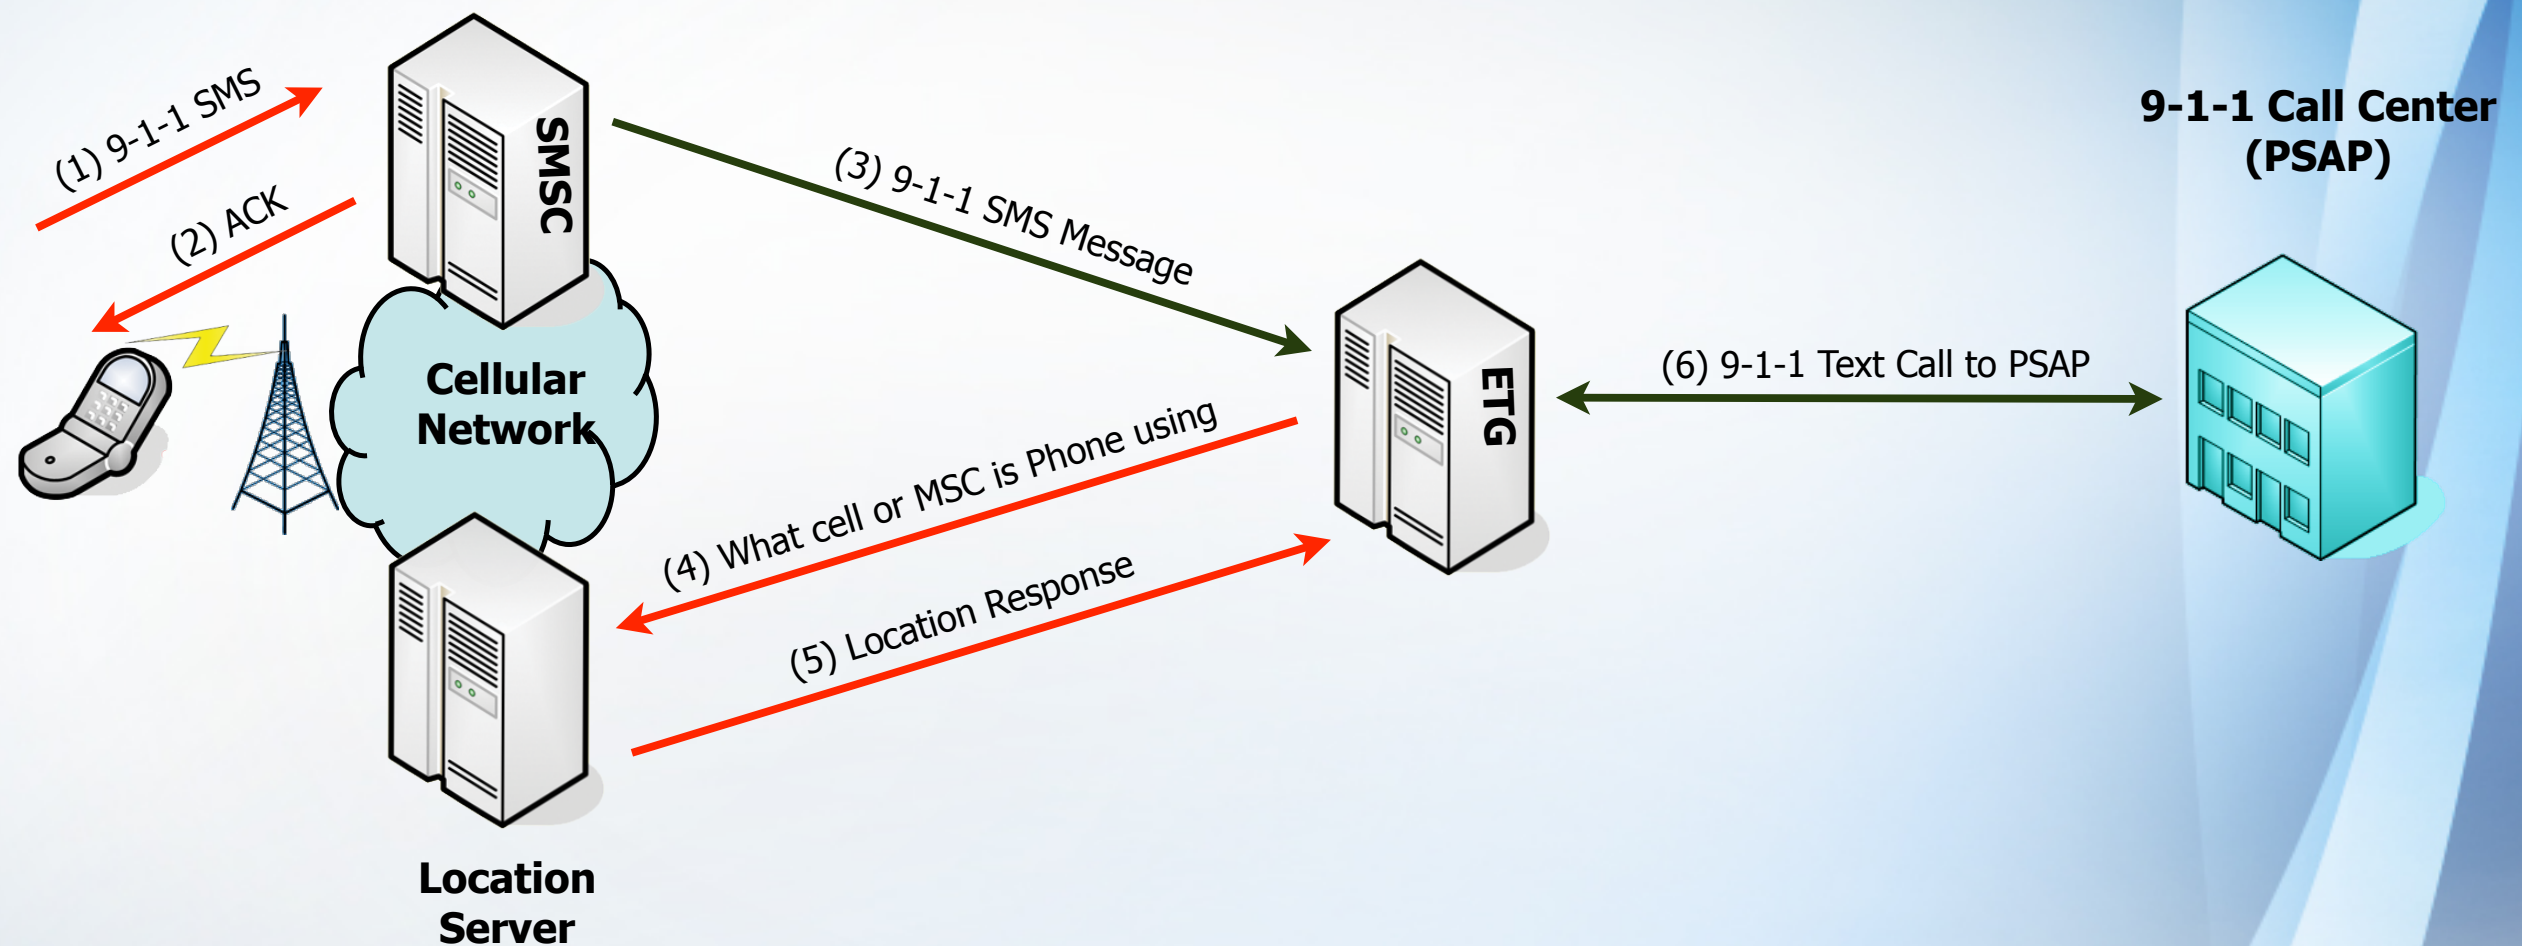 (1) 9-1-1 SMS
(2) ACK
SMSC
(3) 9-1-1 SMS Message
9-1-1 Call Center
(PSAP)
Cellular
Network
ETG
(6) 9-1-1 Text Call to PSAP
(4) What cell or MSC is Phone using
(5) Location Response
Location
Server